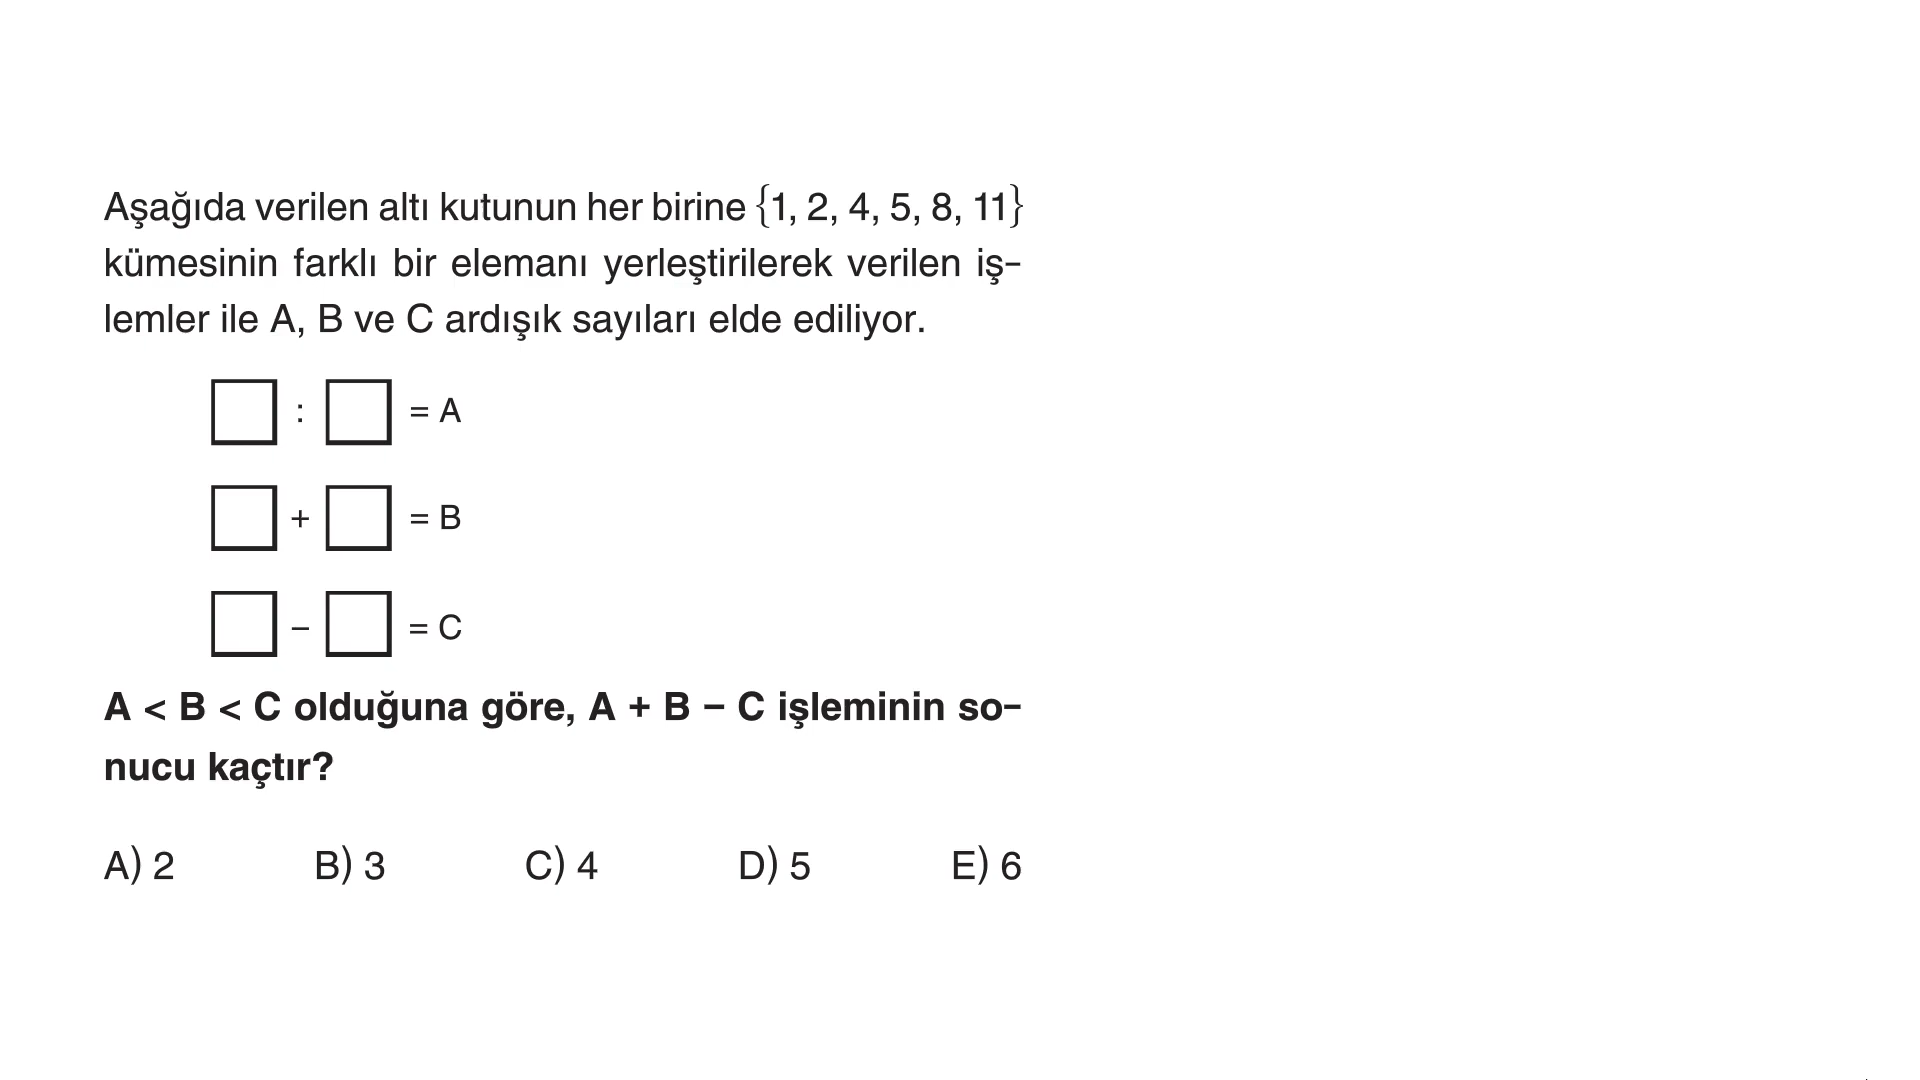 Aşağıda verilen altı kutunun her birine {1, 2, 4, 5, 8, 11}
kümesinin farklı bir elemanı yerleştirilerek verilen iş-
lemler ile A, B ve C ardışık sayıları elde ediliyor.
: = A
+ = B
– = C
A < B < C olduğuna göre, A + B – C işleminin so-
nucu kaçtır?
A) 2 B) 3 C) 4 D) 5 E) 6